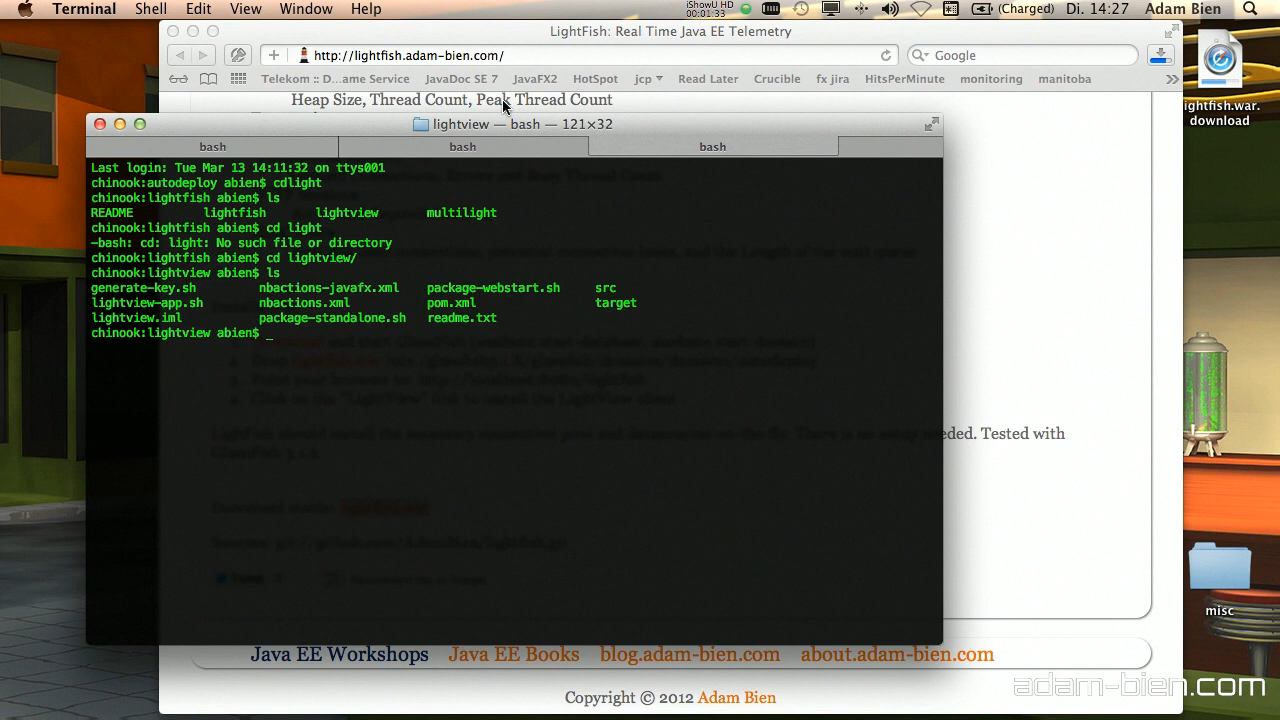 Terminal Shell Edit View Window Help iShowU HD 00:01:33 (Charged) Di. 14:27 Adam Bien
LightFish: Real Time Java EE Telemetry
http://lightfish.adam-bien.com/ Google
Telekom :: D...ame Service JavaDoc SE 7 JavaFX2 HotSpot jcp Read Later Crucible fx jira HitsPerMinute monitoring manitoba
Heap Size, Thread Count, Peak Thread Count
ightfish.war.
download
lightview — bash — 121×32
bash bash bash
Last login: Tue Mar 13 14:11:32 on ttys001
chinook:autodeploy abien$ cdlight
chinook:lightfish abien$ ls
README lightfish lightview multilight
chinook:lightfish abien$ cd light
-bash: cd: light: No such file or directory
chinook:lightfish abien$ cd lightview/
chinook:lightview abien$ ls
generate-key.sh nbactions-javafx.xml package-webstart.sh src
lightview-app.sh nbactions.xml pom.xml target
lightview.iml package-standalone.sh readme.txt
chinook:lightview abien$ _
needed. Tested with
misc
Java EE Workshops Java EE Books blog.adam-bien.com about.adam-bien.com
Copyright © 2012 Adam Bien
adam-bien.com